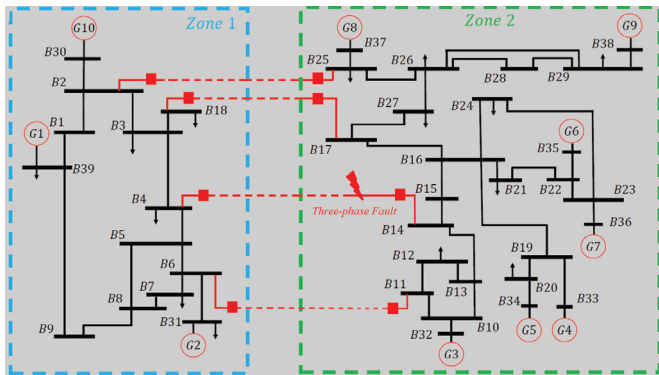 Zone 1
Zone 2
G10
G8
G9
B30
B37
B38
B25
B26
B2
B28
B29
B18
B27
B24
B1
B3
G1
G6
B17
B35
B39
B16
B21
B22
B23
B4
B15
Three-phase Fault
B14
B36
B5
G7
B12
B19
B6
B7
B11
B13
B20
B8
B31
B34
B33
B9
B32
B10
G2
G3
G5
G4